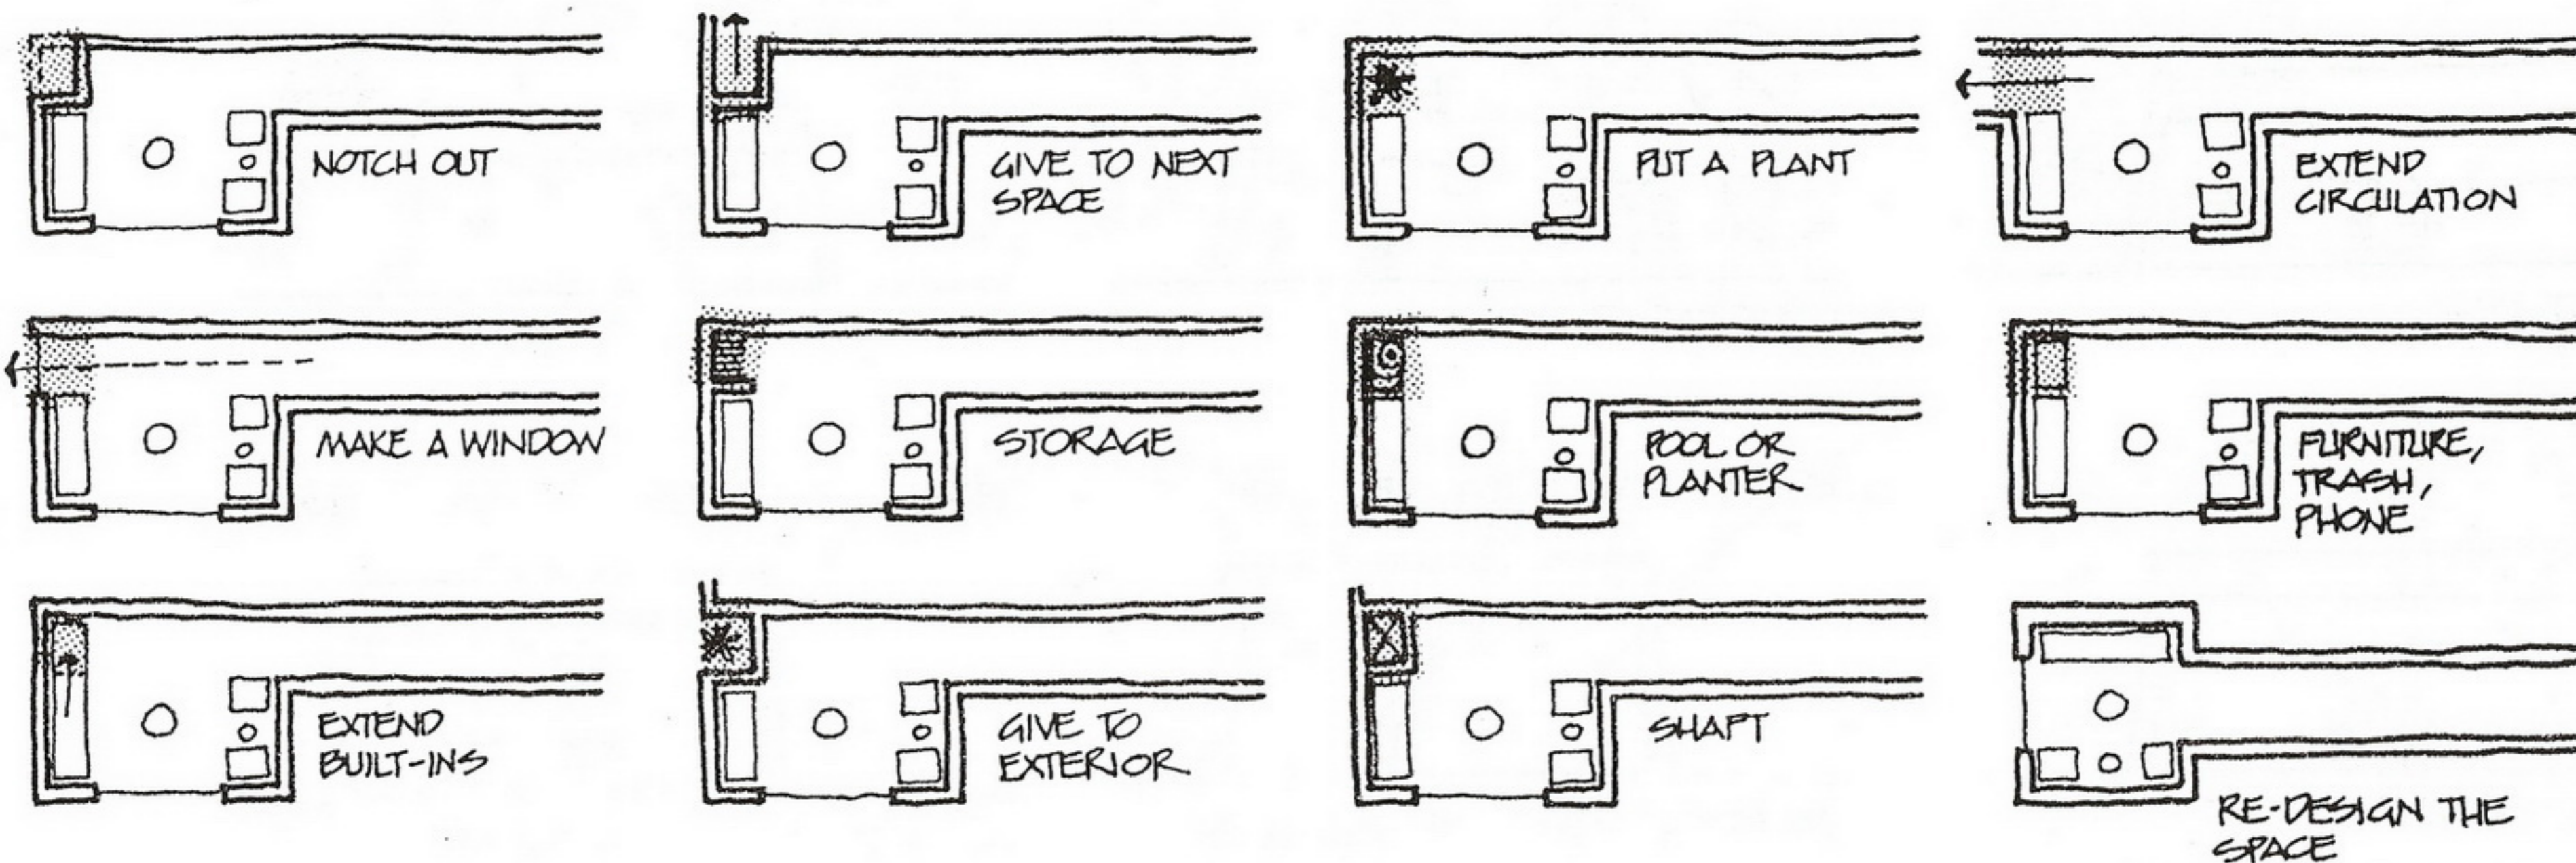 NOTCH OUT
GIVE TO NEXT
SPACE
PUT A PLANT
EXTEND
CIRCULATION
MAKE A WINDOW
STORAGE
POOL OR
PLANTER
FURNITURE,
TRASH,
PHONE
EXTEND
BUILT-INS
GIVE TO
EXTERIOR
SHAFT
RE-DESIGN THE
SPACE